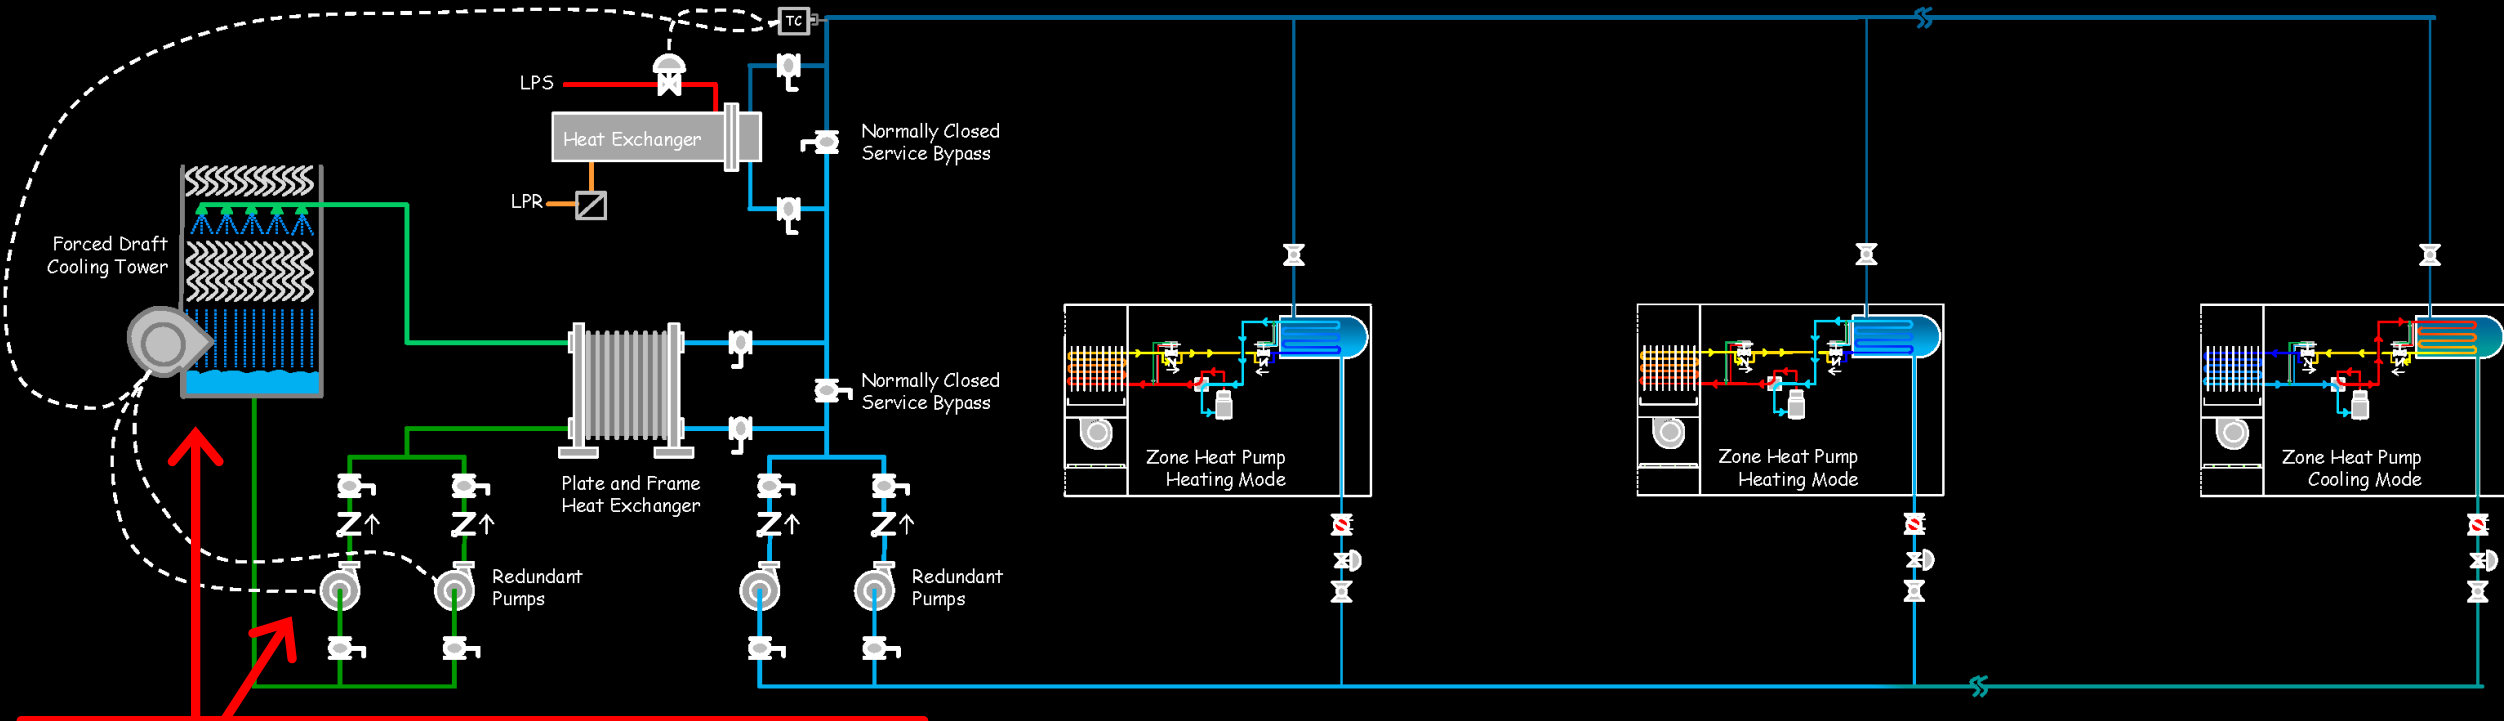 TC
LPS
Heat Exchanger
LPR
Normally Closed
Service Bypass
Forced Draft
Cooling Tower
Normally Closed
Service Bypass
Plate and Frame
Heat Exchanger
Redundant
Pumps
Redundant
Pumps
Zone Heat Pump
Heating Mode
Zone Heat Pump
Heating Mode
Zone Heat Pump
Cooling Mode